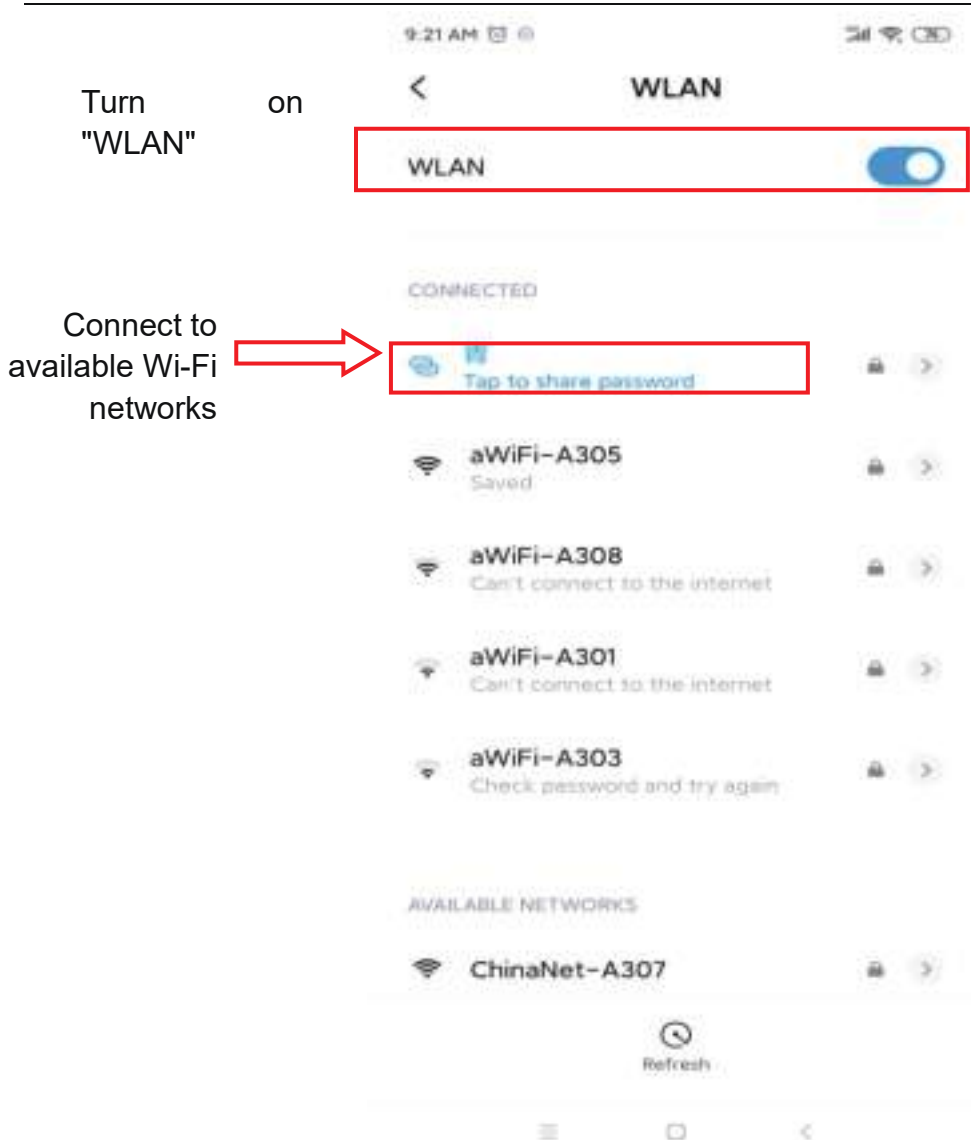 9:21 AM
WLAN
Turn on
"WLAN"
WLAN
CONNECTED
Connect to
available Wi-Fi
networks
Tap to share password
aWiFi-A305
Saved
aWiFi-A308
Can't connect to the internet
aWiFi-A301
Can't connect to the internet
aWiFi-A303
Check password and try again
AVAILABLE NETWORKS
ChinaNet-A307
Refresh